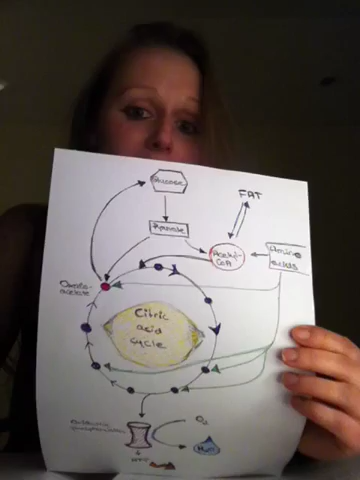 Glucose
FAT
Pyruvate
Acetyl-
CoA
Amino
acids
Oxalo-
acetate
Citric
acid
cycle
O₂
H₂O